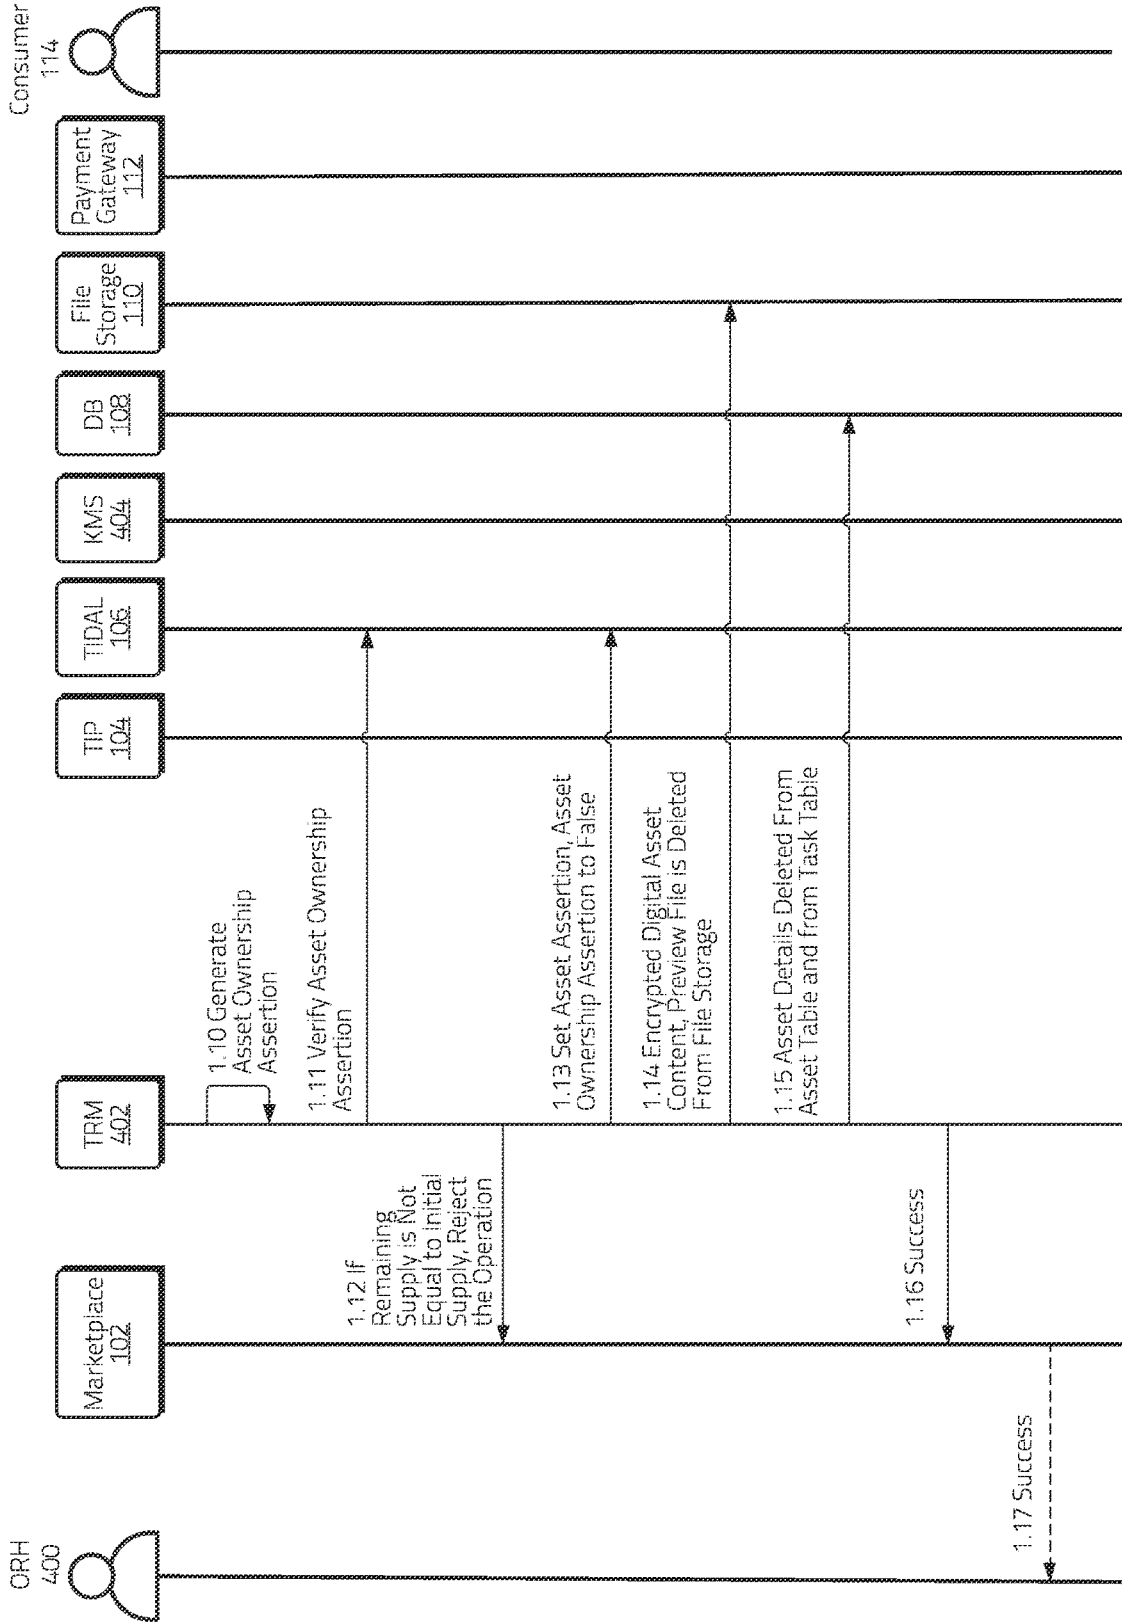 ORH
400
Marketplace
102
TRM
402
TIP
104
TIDAL
106
KMS
404
DB
108
File
Storage
110
Payment
Gateway
112
Consumer
114
1.10 Generate
Asset Ownership
Assertion
1.11 Verify Asset Ownership
Assertion
1.12 If
Remaining
Supply is Not
Equal to Initial
Supply, Reject
the Operation
1.13 Set Asset Assertion, Asset
Ownership Assertion to False
1.14 Encrypted Digital Asset
Content, Preview File is Deleted
From File Storage
1.15 Asset Details Deleted From
Asset Table and from Task Table
1.16 Success
1.17 Success